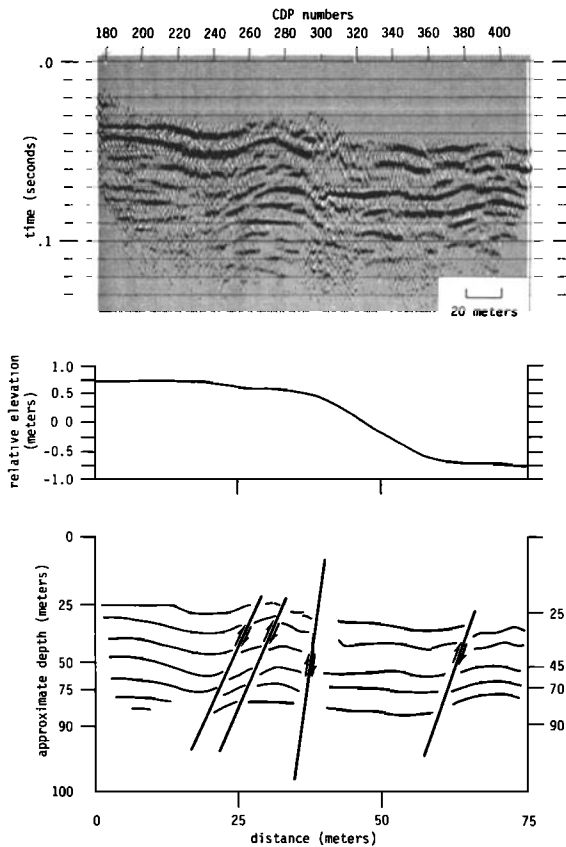 CDP numbers
180 200 220 240 260 280 300 320 340 360 380 400
.0
time (seconds)
.1
20 meters
relative elevation
(meters)
1.0
0.5
0 0
-0.5
-1.0
approximate depth (meters)
0
25
50
75
90
100
25
45
70
90
0 25 50 75
distance (meters)